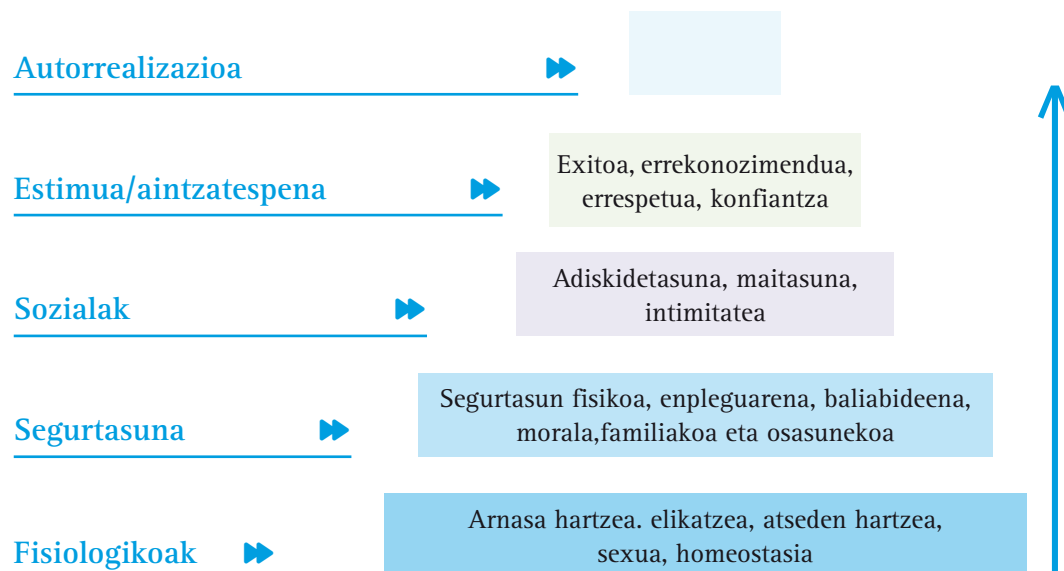 Autorrealizazioa
Estimua/aintzatespena
Exitoa, errekonozimendua,
errespetua, konfiantza
Sozialak
Adiskidetasuna, maitasuna,
intimitatea
Segurtasuna
Segurtasun fisikoa, enpleguarena, baliabideena,
morala,familiakoa eta osasunekoa
Fisiologikoak
Arnasa hartzea. elikatzea, atseden hartzea,
sexua, homeostasia